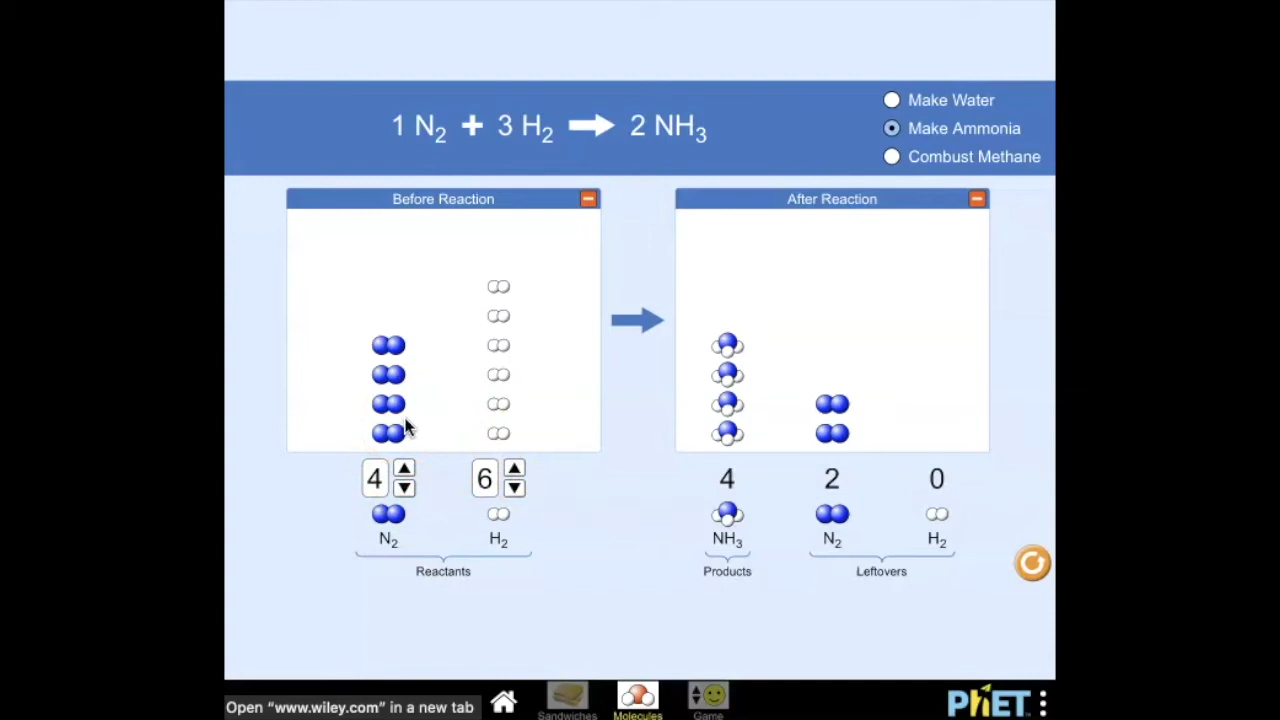 1 N₂ + 3 H₂ → 2 NH₃
Make Water
Make Ammonia
Combust Methane
Before Reaction
After Reaction
4
6
4
2
0
N₂
H₂
NH₃
N₂
H₂
Reactants
Products
Leftovers
Open “www.wiley.com” in a new tab
Sandwiches
Molecules
Game
PhET